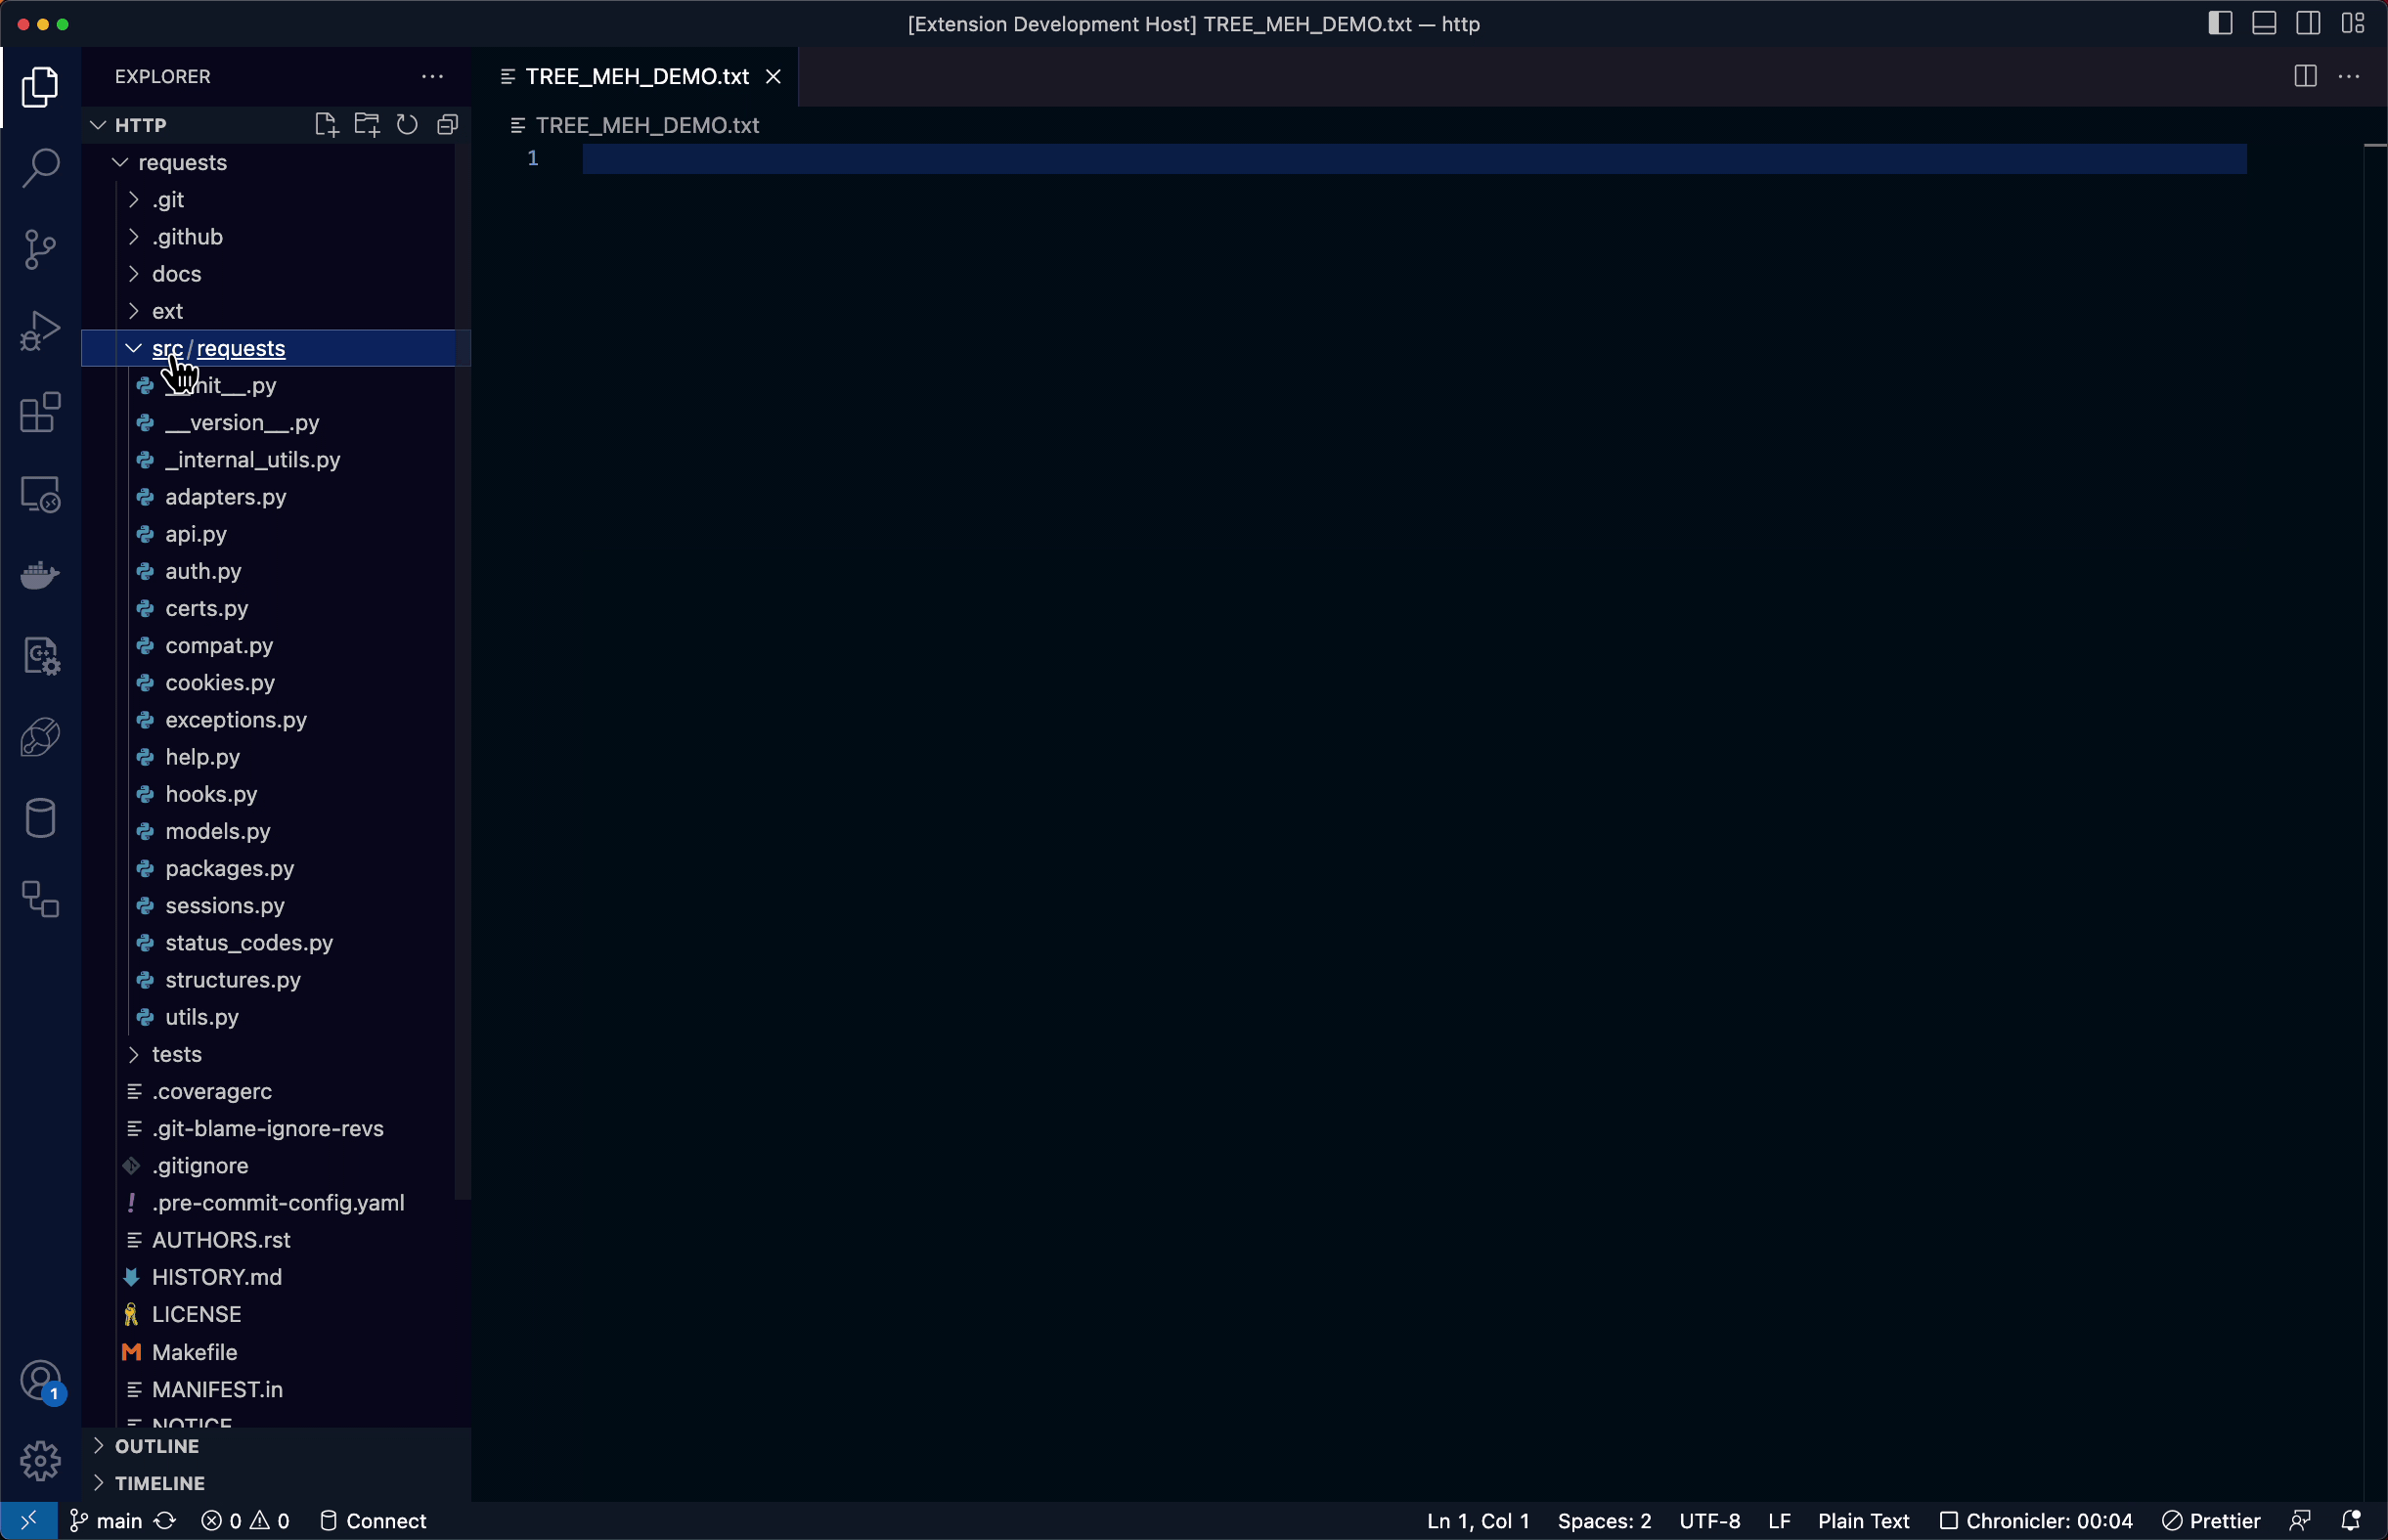 [Extension Development Host] TREE_MEH_DEMO.txt — http
EXPLORER
TREE_MEH_DEMO.txt
HTTP
TREE_MEH_DEMO.txt
1
requests
.git
.github
docs
ext
src/requests
nit__.py
__version__.py
_internal_utils.py
adapters.py
api.py
auth.py
certs.py
compat.py
cookies.py
exceptions.py
help.py
hooks.py
models.py
packages.py
sessions.py
status_codes.py
structures.py
utils.py
tests
.coveragerc
.git-blame-ignore-revs
.gitignore
.pre-commit-config.yaml
AUTHORS.rst
HISTORY.md
LICENSE
Makefile
MANIFEST.in
NOTICE
OUTLINE
TIMELINE
1
main 0 0 Connect Ln 1, Col 1 Spaces: 2 UTF-8 LF Plain Text Chronicler: 00:04 Prettier